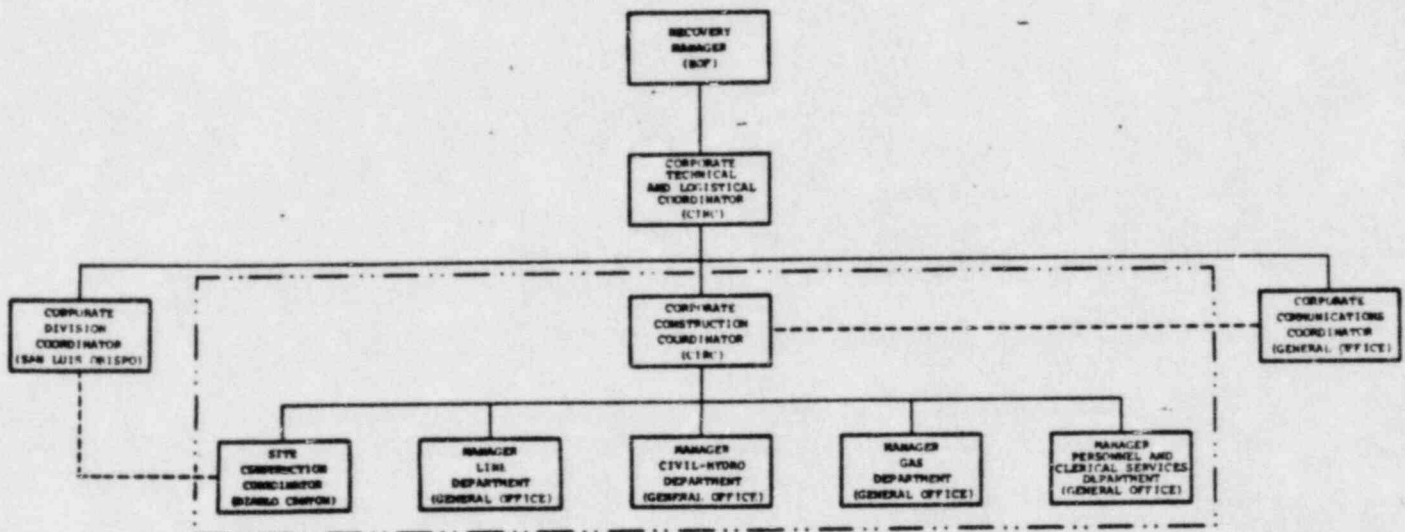 RECOVERY
MANAGER
(EOF)
CORPORATE
TECHNICAL
AND LOGISTICAL
COORDINATOR
(CIRC)
CORPORATE
DIVISION
COORDINATOR
(SAN LUIS OBISPO)
CORPORATE
CONSTRUCTION
COORDINATOR
(CIRC)
CORPORATE
COMMUNICATIONS
COORDINATOR
(GENERAL OFFICE)
SITE
CONSTRUCTION
COORDINATOR
(DIABLO CANYON)
MANAGER
LINE
DEPARTMENT
(GENERAL OFFICE)
MANAGER
CIVIL-HYDRO
DEPARTMENT
(GENERAL OFFICE)
MANAGER
GAS
DEPARTMENT
(GENERAL OFFICE)
MANAGER
PERSONNEL AND
CLERICAL SERVICES
DEPARTMENT
(GENERAL OFFICE)